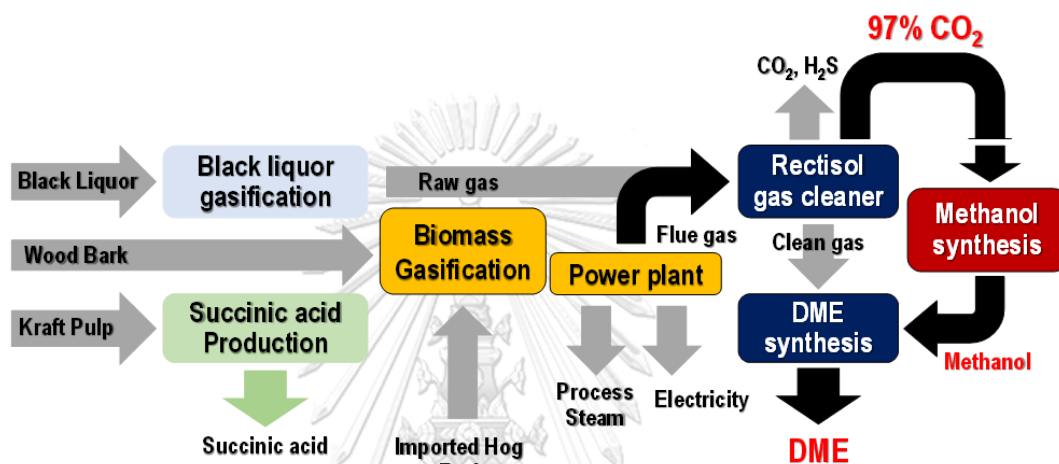 97% CO₂
CO₂, H₂S
Black Liquor
Black liquor
gasification
Raw gas
Rectisol
gas cleaner
Methanol
synthesis
Wood Bark
Biomass
Gasification
Flue gas
Power plant
Clean gas
Kraft Pulp
Succinic acid
Production
DME
synthesis
Methanol
Process
Steam
Electricity
Succinic acid
Imported Hog
DME